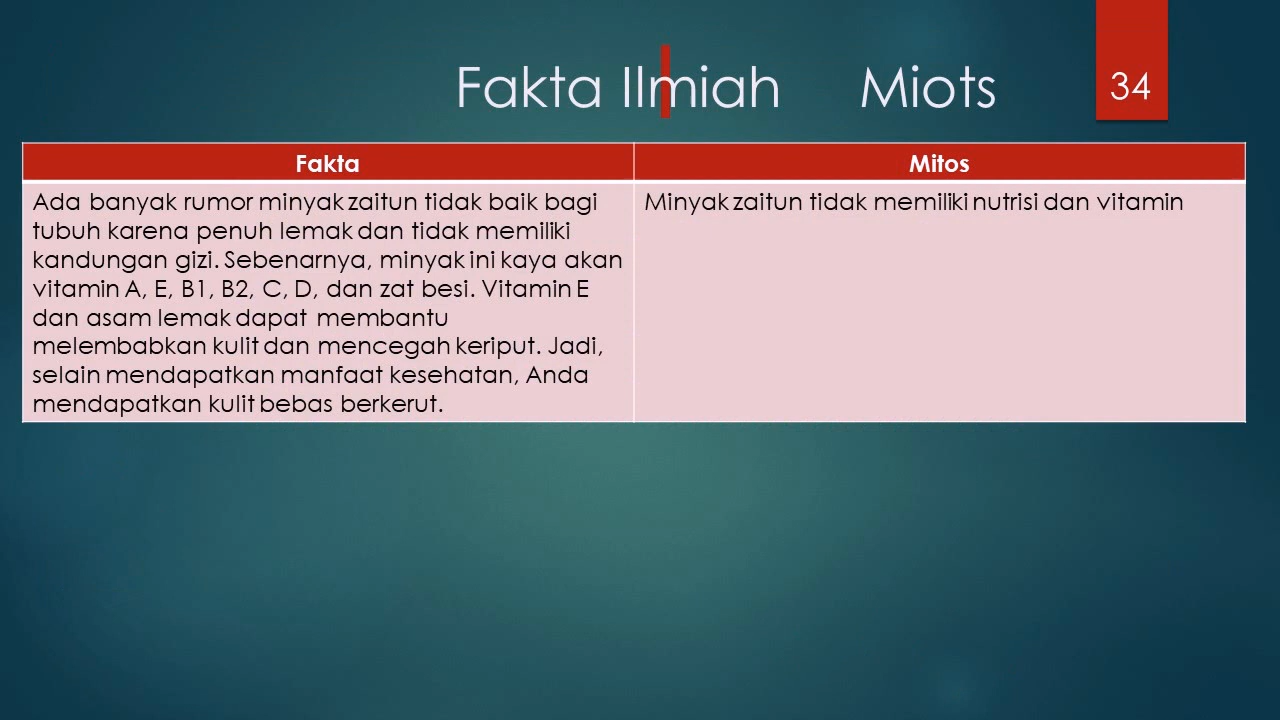 Fakta Ilmiah Miots
34
Fakta
Mitos
Ada banyak rumor minyak zaitun tidak baik bagi
tubuh karena penuh lemak dan tidak memiliki
kandungan gizi. Sebenarnya, minyak ini kaya akan
vitamin A, E, B1, B2, C, D, dan zat besi. Vitamin E
dan asam lemak dapat membantu
melembabkan kulit dan mencegah keriput. Jadi,
selain mendapatkan manfaat kesehatan, Anda
mendapatkan kulit bebas berkerut.
Minyak zaitun tidak memiliki nutrisi dan vitamin